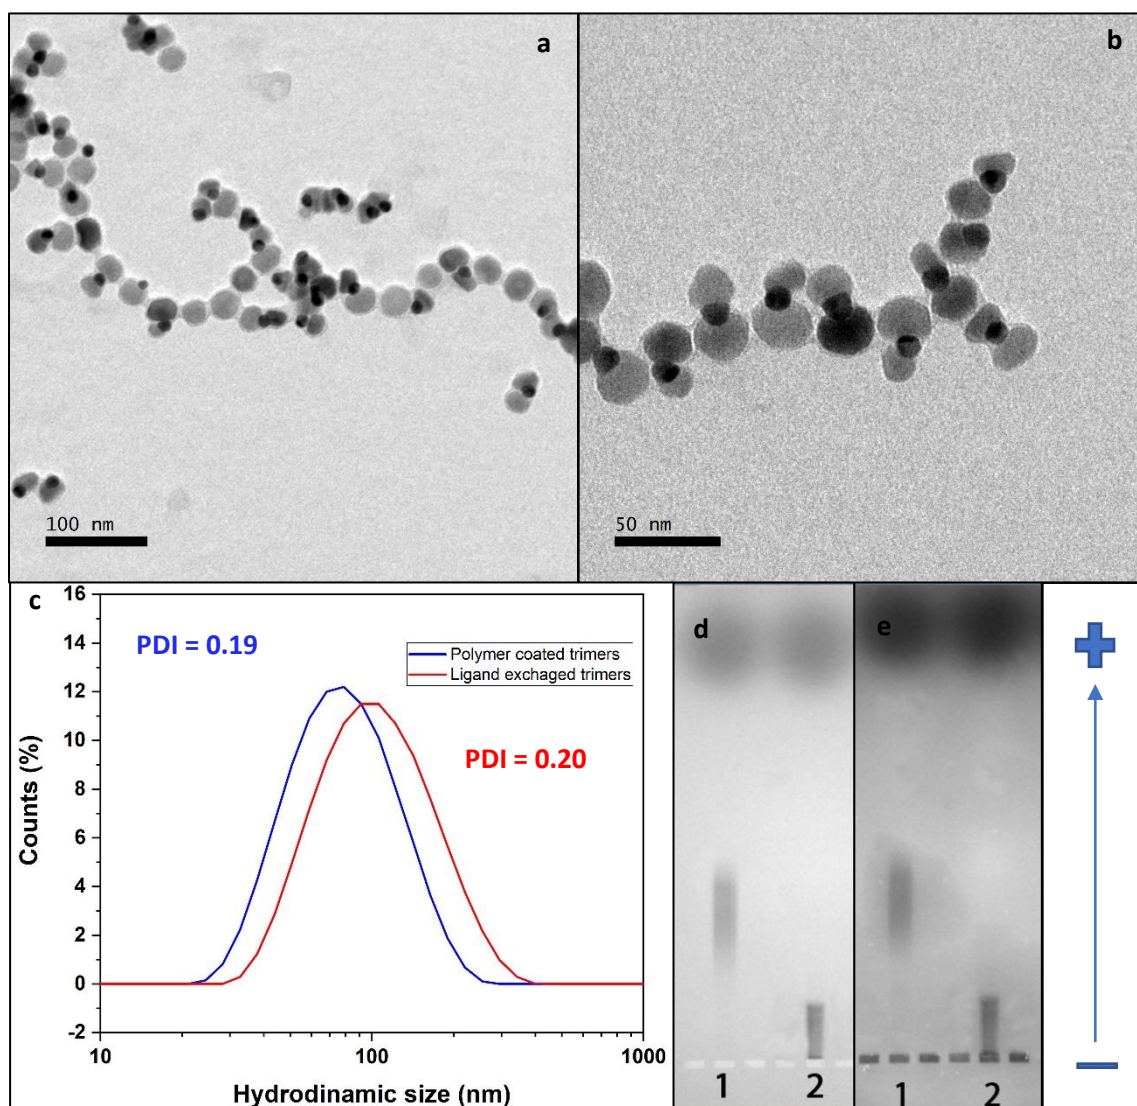 a
b
100 nm
50 nm
c
PDI = 0.19
Polymer coated trimers
Ligand exchaged trimers
PDI = 0.20
Counts (%)
16
14
12
10
8
6
4
2
0
-2
10
100
1000
Hydrodinamic size (nm)
d
e
1
2
1
2